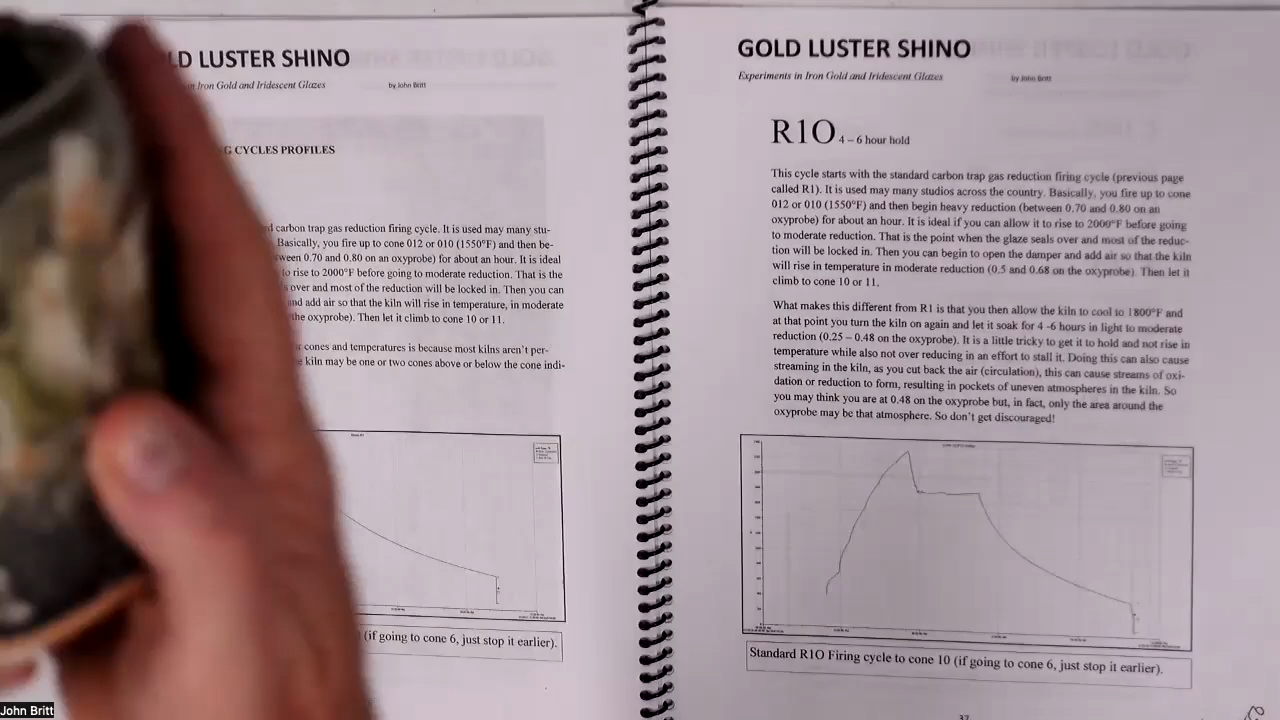 LD LUSTER SHINO
n Iron Gold and Iridescent Glazes by John Britt
G CYCLES PROFILES
d carbon trap gas reduction firing cycle. It is used may many stu-
Basically, you fire up to cone 012 or 010 (1550°F) and then be-
ween 0.70 and 0.80 on an oxyprobe) for about an hour. It is ideal
to rise to 2000°F before going to moderate reduction. That is the
s over and most of the reduction will be locked in. Then you can
and add air so that the kiln will rise in temperature, in moderate
the oxyprobe). Then let it climb to cone 10 or 11.
r cones and temperatures is because most kilns aren't per-
e kiln may be one or two cones above or below the cone indi-
(if going to cone 6, just stop it earlier).
GOLD LUSTER SHINO
Experiments in Iron Gold and Iridescent Glazes by John Britt
R1O 4 – 6 hour hold
This cycle starts with the standard carbon trap gas reduction firing cycle (previous page
called R1). It is used may many studios across the country. Basically, you fire up to cone
012 or 010 (1550°F) and then begin heavy reduction (between 0.70 and 0.80 on an
oxyprobe) for about an hour. It is ideal if you can allow it to rise to 2000°F before going
to moderate reduction. That is the point when the glaze seals over and most of the reduc-
tion will be locked in. Then you can begin to open the damper and add air so that the kiln
will rise in temperature in moderate reduction (0.5 and 0.68 on the oxyprobe). Then let it
climb to cone 10 or 11.
What makes this different from R1 is that you then allow the kiln to cool to 1800°F and
at that point you turn the kiln on again and let it soak for 4 -6 hours in light to moderate
reduction (0.25 – 0.48 on the oxyprobe). It is a little tricky to get it to hold and not rise in
temperature while also not over reducing in an effort to stall it. Doing this can also cause
streaming in the kiln, as you cut back the air (circulation), this can cause streams of oxi-
dation or reduction to form, resulting in pockets of uneven atmospheres in the kiln. So
you may think you are at 0.48 on the oxyprobe but, in fact, only the area around the
oxyprobe may be that atmosphere. So don't get discouraged!
Standard R1O Firing cycle to cone 10 (if going to cone 6, just stop it earlier).
37
John Britt